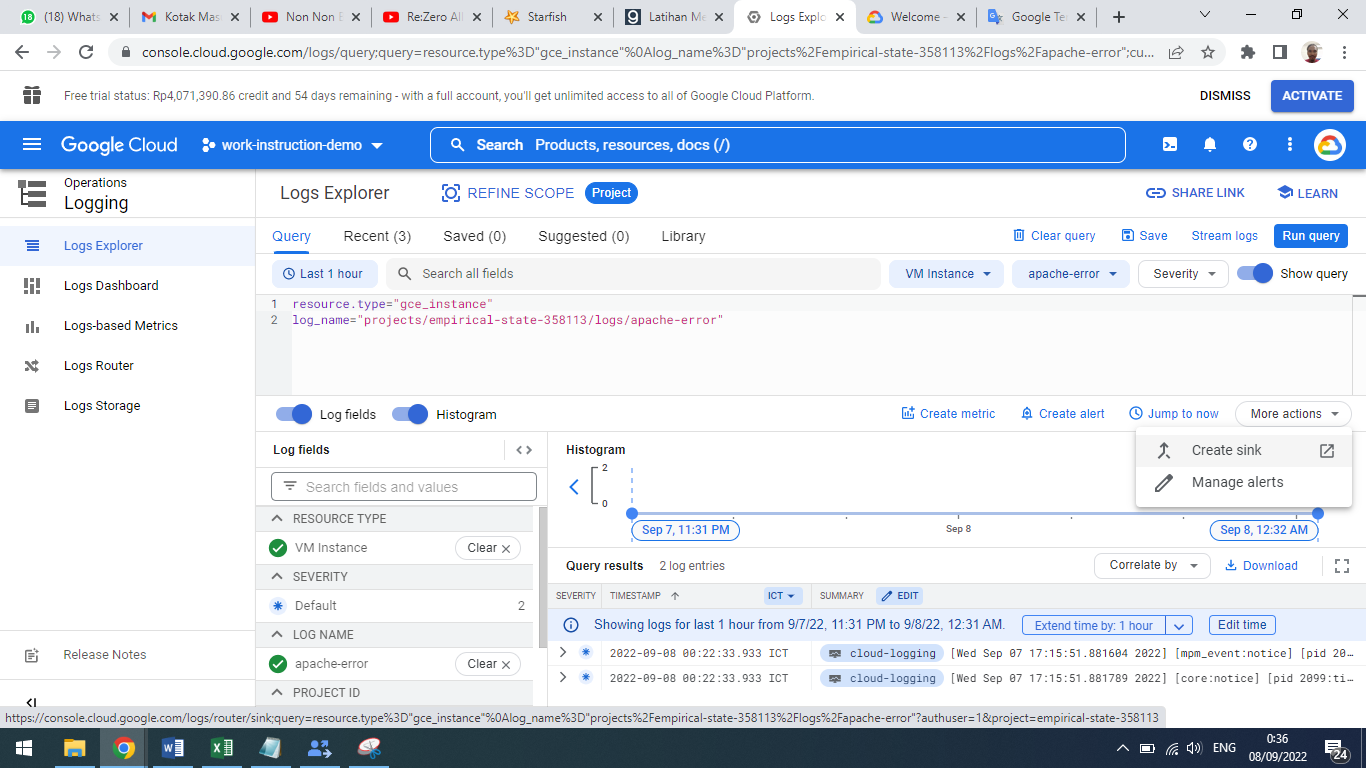 (18) Whats
Kotak Mas
Non Non B
Re:Zero All
Starfish
Latihan Me
Logs Explo
Welcome –
Google Te
console.cloud.google.com/logs/query;query=resource.type%3D"gce_instance"%0Alog_name%3D"projects%2Fempirical-state-358113%2Flogs%2Fapache-error";cu...
Free trial status: Rp4,071,390.86 credit and 54 days remaining - with a full account, you'll get unlimited access to all of Google Cloud Platform.
DISMISS
ACTIVATE
Google Cloud
work-instruction-demo
Search Products, resources, docs (/)
Operations
Logging
Logs Explorer
REFINE SCOPE
Project
SHARE LINK
LEARN
Logs Explorer
Logs Dashboard
Logs-based Metrics
Logs Router
Logs Storage
Release Notes
Query
Recent (3)
Saved (0)
Suggested (0)
Library
Clear query
Save
Stream logs
Run query
Last 1 hour
Search all fields
VM Instance
apache-error
Severity
Show query
1 resource.type="gce_instance"
2 log_name="projects/empirical-state-358113/logs/apache-error"
Log fields
Histogram
Create metric
Create alert
Jump to now
More actions
Create sink
Manage alerts
Log fields
Search fields and values
RESOURCE TYPE
VM Instance
Clear
SEVERITY
Default
2
LOG NAME
apache-error
Clear
PROJECT ID
Histogram
2
0
Sep 7, 11:31 PM
Sep 8
Sep 8, 12:32 AM
Query results
2 log entries
Correlate by
Download
SEVERITY
TIMESTAMP
ICT
SUMMARY
EDIT
Showing logs for last 1 hour from 9/7/22, 11:31 PM to 9/8/22, 12:31 AM.
Extend time by: 1 hour
Edit time
2022-09-08 00:22:33.933 ICT cloud-logging [Wed Sep 07 17:15:51.881604 2022] [mpm_event:notice] [pid 20...
2022-09-08 00:22:33.933 ICT cloud-logging [Wed Sep 07 17:15:51.881789 2022] [core:notice] [pid 2099:ti...
https://console.cloud.google.com/logs/router/sink;query=resource.type%3D"gce_instance"%0Alog_name%3D"projects%2Fempirical-state-358113%2Flogs%2Fapache-error"?authuser=1&project=empirical-state-358113
ENG
0:36
08/09/2022
24